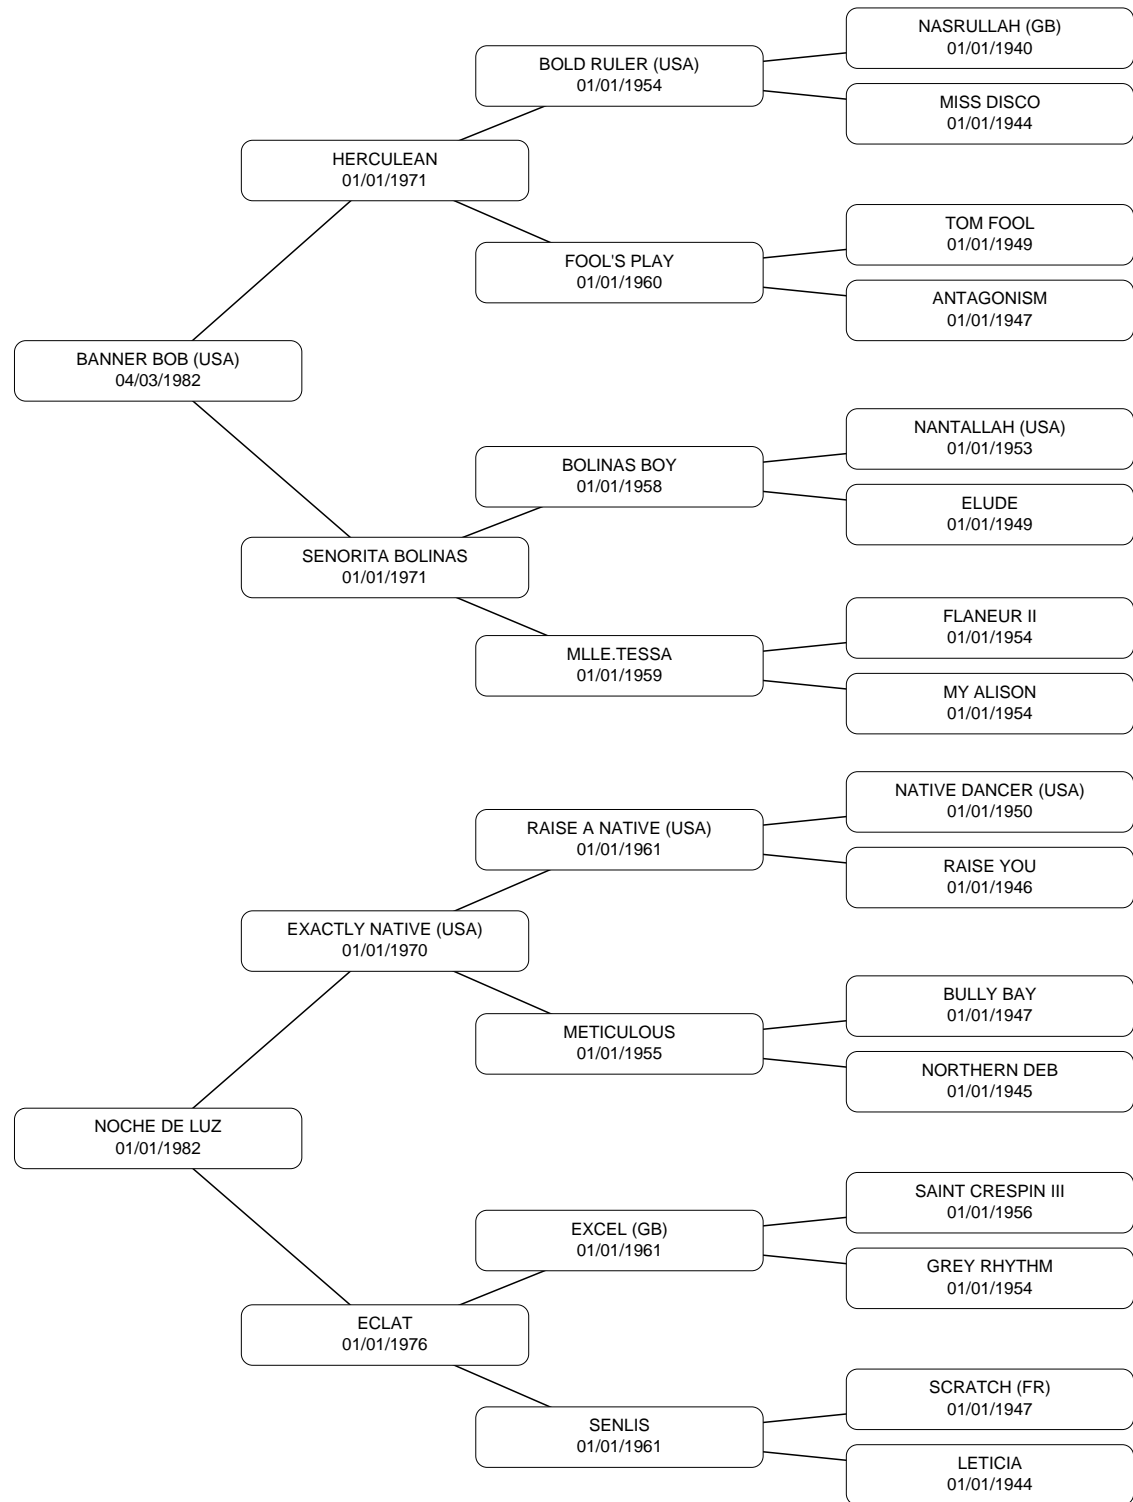 NASRULLAH (GB)
01/01/1940
BOLD RULER (USA)
01/01/1954
MISS DISCO
01/01/1944
HERCULEAN
01/01/1971
TOM FOOL
01/01/1949
FOOL'S PLAY
01/01/1960
ANTAGONISM
01/01/1947
BANNER BOB (USA)
04/03/1982
NANTALLAH (USA)
01/01/1953
BOLINAS BOY
01/01/1958
ELUDE
01/01/1949
SENORITA BOLINAS
01/01/1971
FLANEUR II
01/01/1954
MLLE.TESSA
01/01/1959
MY ALISON
01/01/1954
NATIVE DANCER (USA)
01/01/1950
RAISE A NATIVE (USA)
01/01/1961
RAISE YOU
01/01/1946
EXACTLY NATIVE (USA)
01/01/1970
BULLY BAY
01/01/1947
METICULOUS
01/01/1955
NORTHERN DEB
01/01/1945
NOCHE DE LUZ
01/01/1982
SAINT CRESPIN III
01/01/1956
EXCEL (GB)
01/01/1961
GREY RHYTHM
01/01/1954
ECLAT
01/01/1976
SCRATCH (FR)
01/01/1947
SENLIS
01/01/1961
LETICIA
01/01/1944